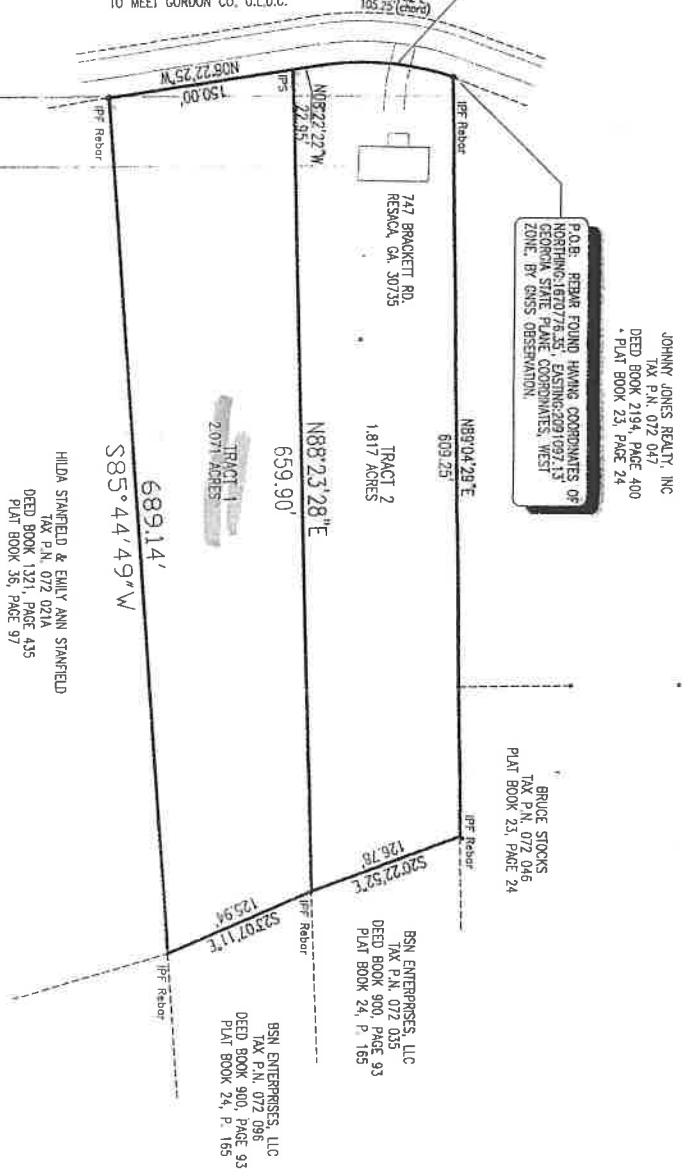 TO MEET GORDON CO. U.L.D.C.
105.25' (chord)
JOHNNY JONES REALTY, INC
TAX P.N. 072 047
DEED BOOK 2194, PAGE 400
PLAT BOOK 23, PAGE 24
P.O.B: REBAR FOUND HAVING COORDINATES OF
NORTHING:1670776.35', EASTING:2091097.13'
GEORGIA STATE PLANE COORDINATES, WEST
ZONE, BY GNSS OBSERVATION.
BRUCE STOCKS
TAX P.N. 072 046
PLAT BOOK 23, PAGE 24
IPF Rebar
N89°04'29"E
609.25'
IPF Rebar
747 BRACKETT RD.
RESACA, GA. 30735
TRACT 2
1.817 ACRES
S20°22'52"E
126.78'
BSN ENTERPRISES, LLC
TAX P.N. 072 035
DEED BOOK 900, PAGE 93
PLAT BOOK 24, P. 165
N08°22'22"W
22.95'
IPS
N88°23'28"E
659.90'
IPF Rebar
N08°22'25"W
150.00'
TRACT 1
2.071 ACRES
S23°07'11"E
125.94'
BSN ENTERPRISES, LLC
TAX P.N. 072 096
DEED BOOK 900, PAGE 93
PLAT BOOK 24, P. 165
IPF Rebar
689.14'
S85°44'49"W
IPF Rebar
HILDA STANFIELD & EMILY ANN STANFIELD
TAX P.N. 072 021A
DEED BOOK 1321, PAGE 435
PLAT BOOK 36, PAGE 97